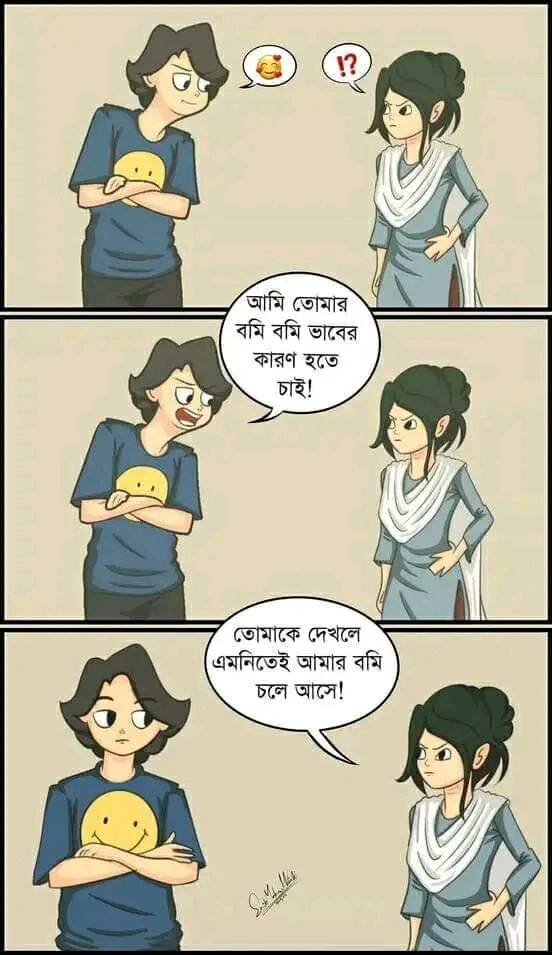 ⁉
আমি তোমার
বমি বমি ভাবের
কারণ হতে
চাই!
তোমাকে দেখলে
এমনিতেই আমার বমি
চলে আসে!